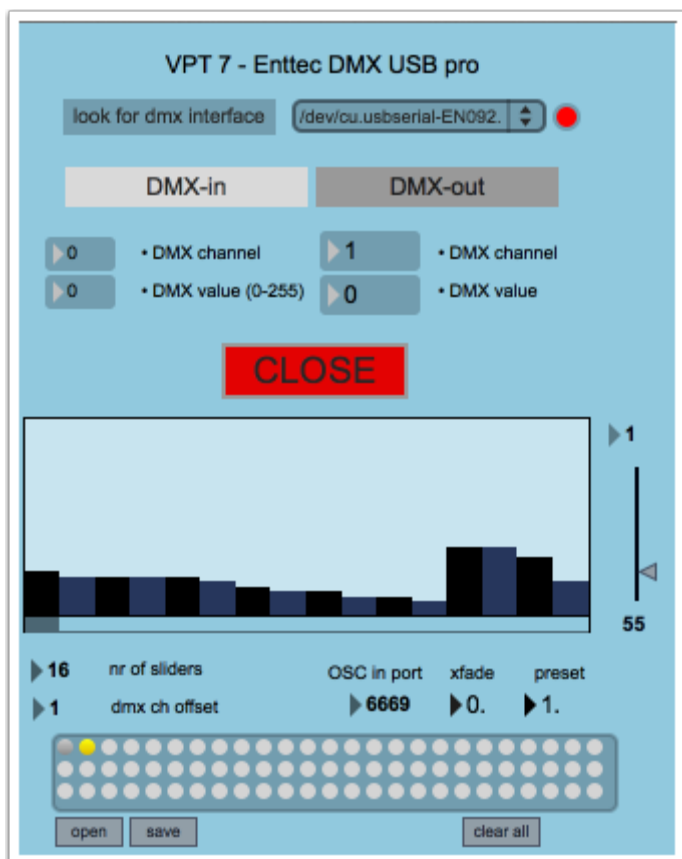 VPT 7 - Enttec DMX USB pro
look for dmx interface /dev/cu.usbserial-EN092.
DMX-in DMX-out
0 • DMX channel 1 • DMX channel
0 • DMX value (0-255) 0 • DMX value
CLOSE
1
55
16 nr of sliders OSC in port xfade preset
1 dmx ch offset 6669 0. 1.
open save clear all